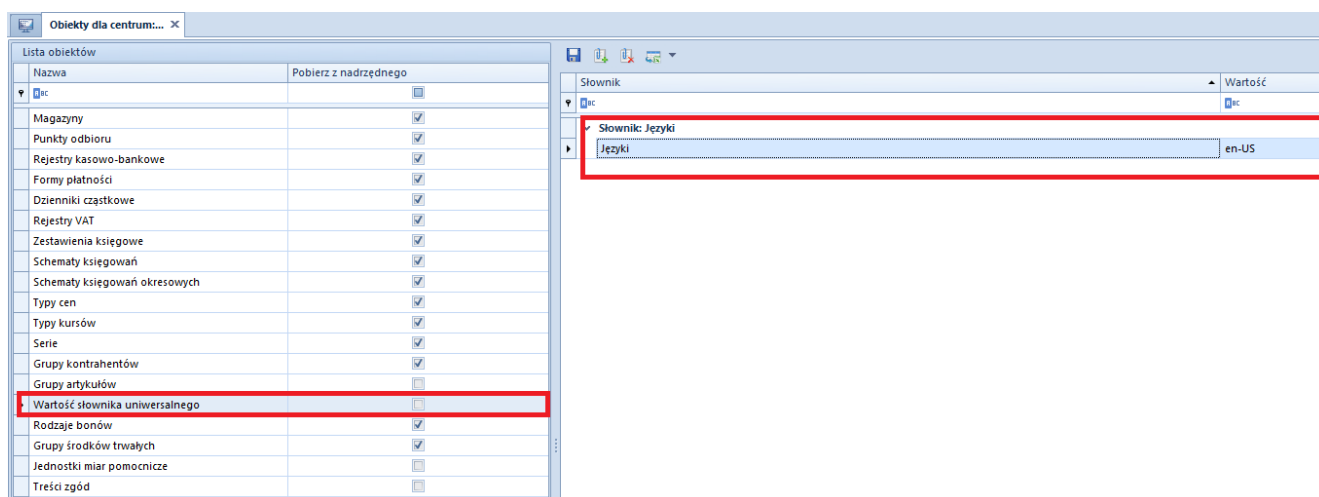 Obiekty dla centrum:... X
Lista obiektów
Nazwa Pobierz z nadrzędnego
Magazyny
Punkty odbioru
Rejestry kasowo-bankowe
Formy płatności
Dzienniki cząstkowe
Rejestry VAT
Zestawienia księgowe
Schematy księgowań
Schematy księgowań okresowych
Typy cen
Typy kursów
Serie
Grupy kontrahentów
Grupy artykułów
Wartość słownika uniwersalnego
Rodzaje bonów
Grupy środków trwałych
Jednostki miar pomocnicze
Treści zgód
Słownik Wartość
ABC ABC
Słownik: Języki
Języki en-US